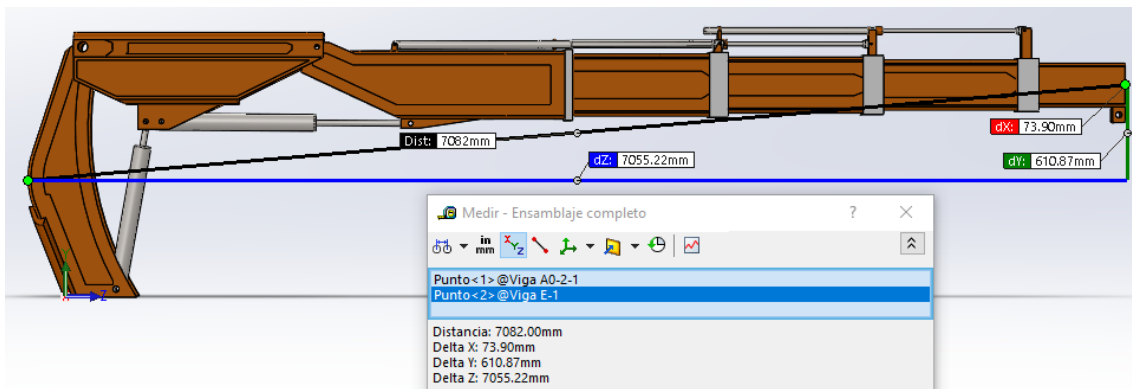 Dist: 7082mm
dX: 73.90mm
dZ: 7055.22mm
dY: 610.87mm
Medir - Ensamblaje completo
? ×
in
mm
X Y Z
Punto<1>@Viga A0-2-1
Punto<2>@Viga E-1
Distancia: 7082.00mm
Delta X: 73.90mm
Delta Y: 610.87mm
Delta Z: 7055.22mm
Y
X
Z